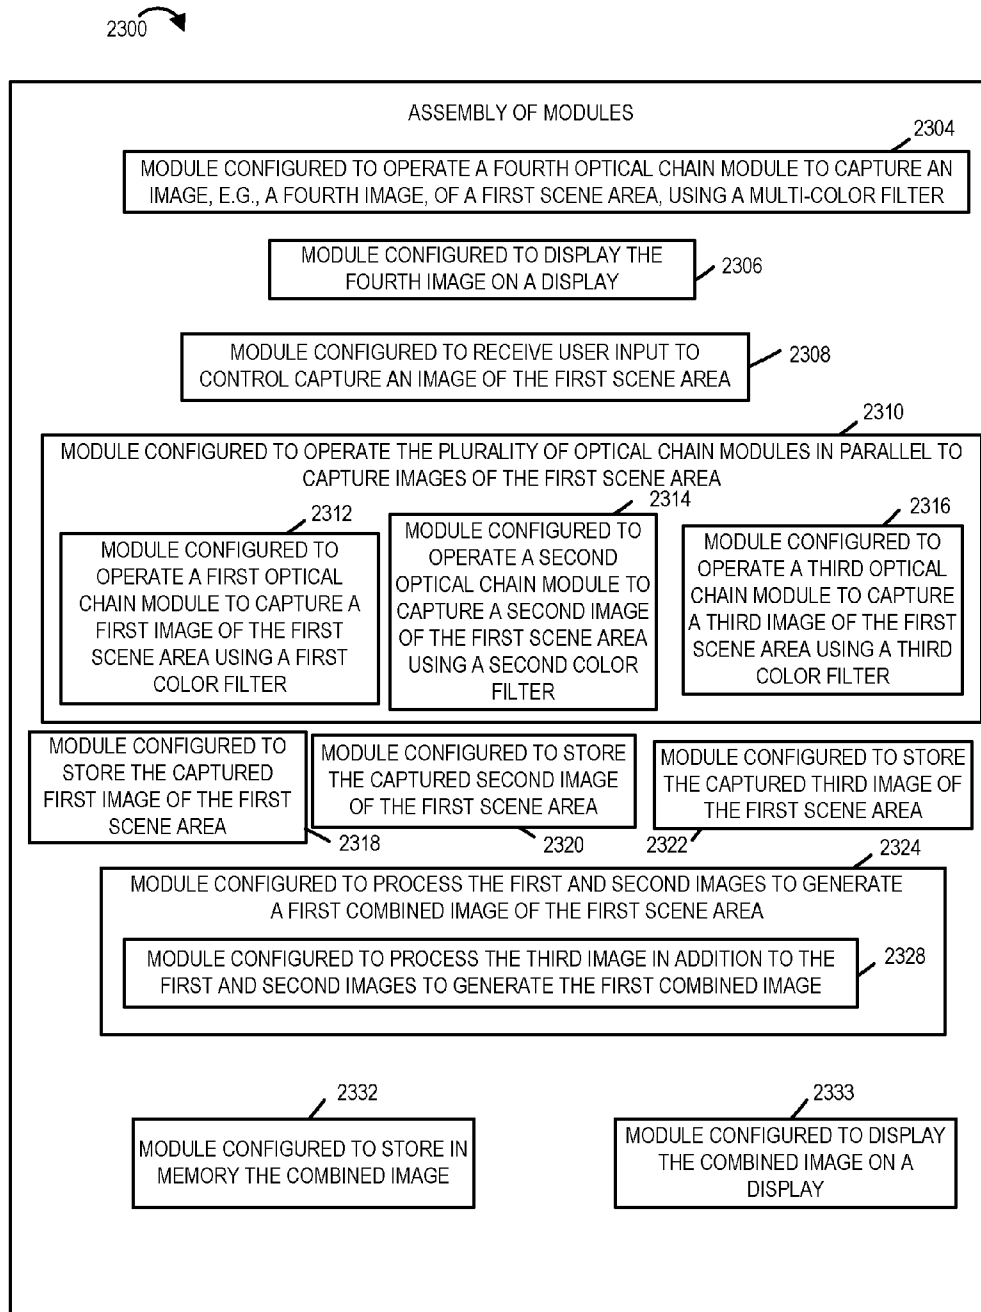 2300
ASSEMBLY OF MODULES
2304
MODULE CONFIGURED TO OPERATE A FOURTH OPTICAL CHAIN MODULE TO CAPTURE AN
IMAGE, E.G., A FOURTH IMAGE, OF A FIRST SCENE AREA, USING A MULTI-COLOR FILTER
MODULE CONFIGURED TO DISPLAY THE
FOURTH IMAGE ON A DISPLAY
2306
MODULE CONFIGURED TO RECEIVE USER INPUT TO
CONTROL CAPTURE AN IMAGE OF THE FIRST SCENE AREA
2308
2310
MODULE CONFIGURED TO OPERATE THE PLURALITY OF OPTICAL CHAIN MODULES IN PARALLEL TO
CAPTURE IMAGES OF THE FIRST SCENE AREA
2312
MODULE CONFIGURED TO
OPERATE A FIRST OPTICAL
CHAIN MODULE TO CAPTURE A
FIRST IMAGE OF THE FIRST
SCENE AREA USING A FIRST
COLOR FILTER
2314
MODULE CONFIGURED TO
OPERATE A SECOND
OPTICAL CHAIN MODULE TO
CAPTURE A SECOND IMAGE
OF THE FIRST SCENE AREA
USING A SECOND COLOR
FILTER
2316
MODULE CONFIGURED TO
OPERATE A THIRD OPTICAL
CHAIN MODULE TO CAPTURE
A THIRD IMAGE OF THE FIRST
SCENE AREA USING A THIRD
COLOR FILTER
MODULE CONFIGURED TO
STORE THE CAPTURED
FIRST IMAGE OF THE FIRST
SCENE AREA
2318
MODULE CONFIGURED TO STORE
THE CAPTURED SECOND IMAGE
OF THE FIRST SCENE AREA
2320
MODULE CONFIGURED TO STORE
THE CAPTURED THIRD IMAGE OF
THE FIRST SCENE AREA
2322
2324
MODULE CONFIGURED TO PROCESS THE FIRST AND SECOND IMAGES TO GENERATE
A FIRST COMBINED IMAGE OF THE FIRST SCENE AREA
MODULE CONFIGURED TO PROCESS THE THIRD IMAGE IN ADDITION TO THE
FIRST AND SECOND IMAGES TO GENERATE THE FIRST COMBINED IMAGE
2328
2332
MODULE CONFIGURED TO STORE IN
MEMORY THE COMBINED IMAGE
2333
MODULE CONFIGURED TO DISPLAY
THE COMBINED IMAGE ON A
DISPLAY